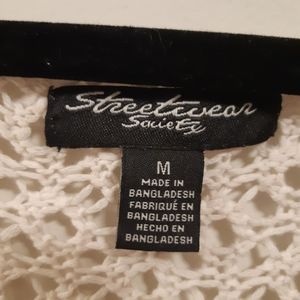 Streetwear
Society
M
MADE IN
BANGLADESH
FABRIQUÉ EN
BANGLADESH
HECHO EN
BANGLADESH